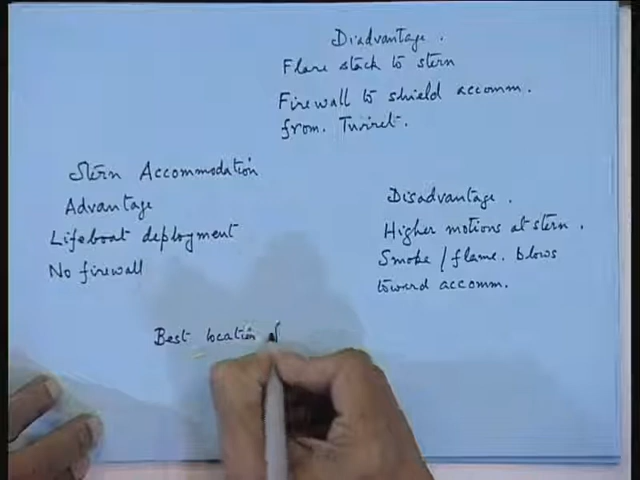 Disadvantage.
Flare stack to stern
Firewall to shield accomm.
from. Turret.
Stern Accommodation
Advantage
Lifeboat deployment
No firewall
Disadvantage.
Higher motions at stern.
Smoke / flame. blows
toward accomm.
Best location